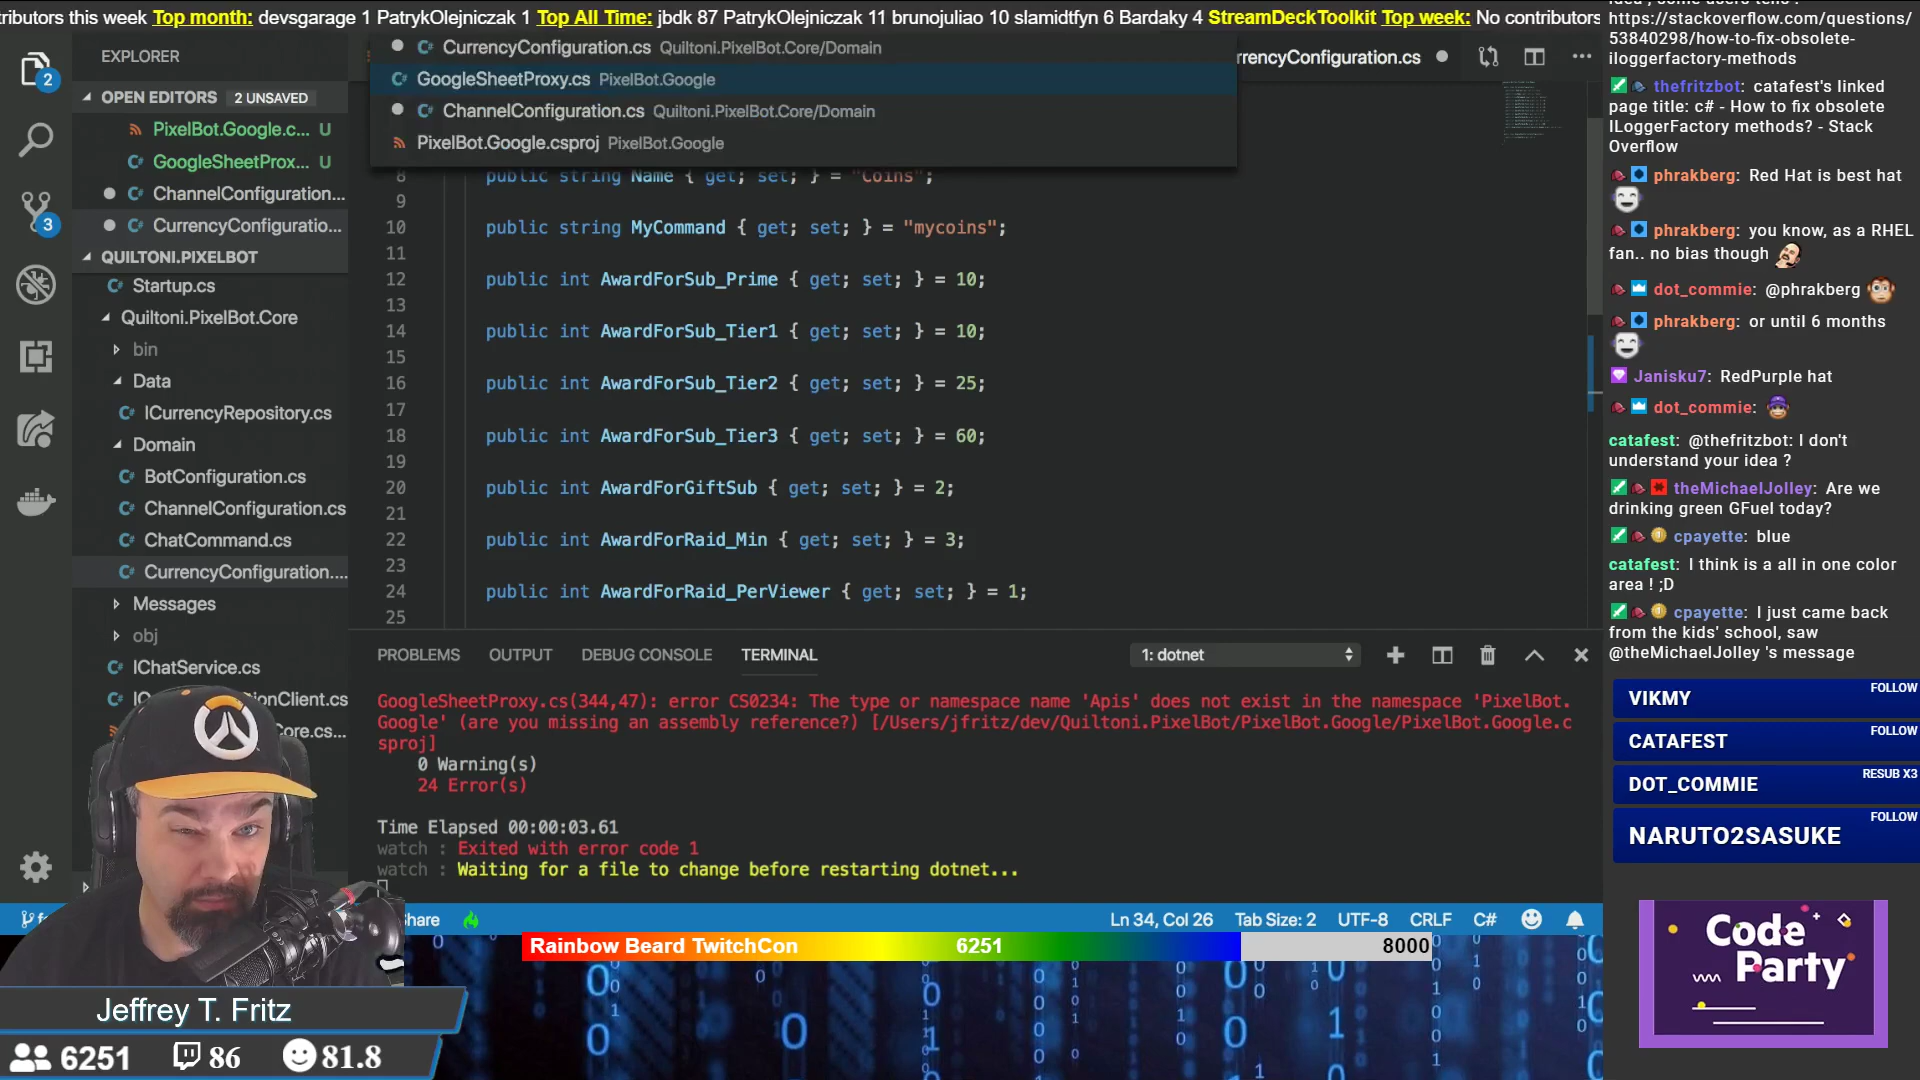 ributors this week Top month: devsgarage 1 PatrykOlejniczak 1 Top All Time: jbdk 87 PatrykOlejniczak 11 brunojuliao 10 slamidtfyn 6 Bardaky 4 StreamDeckToolkit Top week: No contributors
EXPLORER
OPEN EDITORS 2 UNSAVED
PixelBot.Google.c... U
GoogleSheetProx... U
ChannelConfiguration...
CurrencyConfiguratio...
QUILTONI.PIXELBOT
Startup.cs
Quiltoni.PixelBot.Core
bin
Data
ICurrencyRepository.cs
Domain
BotConfiguration.cs
ChannelConfiguration.cs
ChatCommand.cs
CurrencyConfiguration....
Messages
obj
IChatService.cs
ionClient.cs
Core.cs...
2
3
CurrencyConfiguration.cs Quiltoni.PixelBot.Core/Domain
GoogleSheetProxy.cs PixelBot.Google
ChannelConfiguration.cs Quiltoni.PixelBot.Core/Domain
PixelBot.Google.csproj PixelBot.Google
rrencyConfiguration.cs
8 public string Name { get; set; } = "Coins";
9
10 public string MyCommand { get; set; } = "mycoins";
11
12 public int AwardForSub_Prime { get; set; } = 10;
13
14 public int AwardForSub_Tier1 { get; set; } = 10;
15
16 public int AwardForSub_Tier2 { get; set; } = 25;
17
18 public int AwardForSub_Tier3 { get; set; } = 60;
19
20 public int AwardForGiftSub { get; set; } = 2;
21
22 public int AwardForRaid_Min { get; set; } = 3;
23
24 public int AwardForRaid_PerViewer { get; set; } = 1;
25
PROBLEMS OUTPUT DEBUG CONSOLE TERMINAL 1: dotnet
GoogleSheetProxy.cs(344,47): error CS0234: The type or namespace name 'Apis' does not exist in the namespace 'PixelBot.
Google' (are you missing an assembly reference?) [/Users/jfritz/dev/Quiltoni.PixelBot/PixelBot.Google/PixelBot.Google.c
sproj]
0 Warning(s)
24 Error(s)
Time Elapsed 00:00:03.61
watch : Exited with error code 1
watch : Waiting for a file to change before restarting dotnet...
hare Ln 34, Col 26 Tab Size: 2 UTF-8 CRLF C#
Rainbow Beard TwitchCon 6251 8000
Jeffrey T. Fritz
6251 86 81.8
https://stackoverflow.com/questions/
53840298/how-to-fix-obsolete-
iloggerfactory-methods
thefritzbot: catafest's linked
page title: c# - How to fix obsolete
ILoggerFactory methods? - Stack
Overflow
phrakberg: Red Hat is best hat
phrakberg: you know, as a RHEL
fan.. no bias though
dot_commie: @phrakberg
phrakberg: or until 6 months
Janisku7: RedPurple hat
dot_commie:
catafest: @thefritzbot: I don't
understand your idea ?
theMichaelJolley: Are we
drinking green GFuel today?
cpayette: blue
catafest: I think is a all in one color
area ! ;D
cpayette: I just came back
from the kids' school, saw
@theMichaelJolley 's message
VIKMY FOLLOW
CATAFEST FOLLOW
DOT_COMMIE RESUB X3
NARUTO2SASUKE FOLLOW
Code
Party